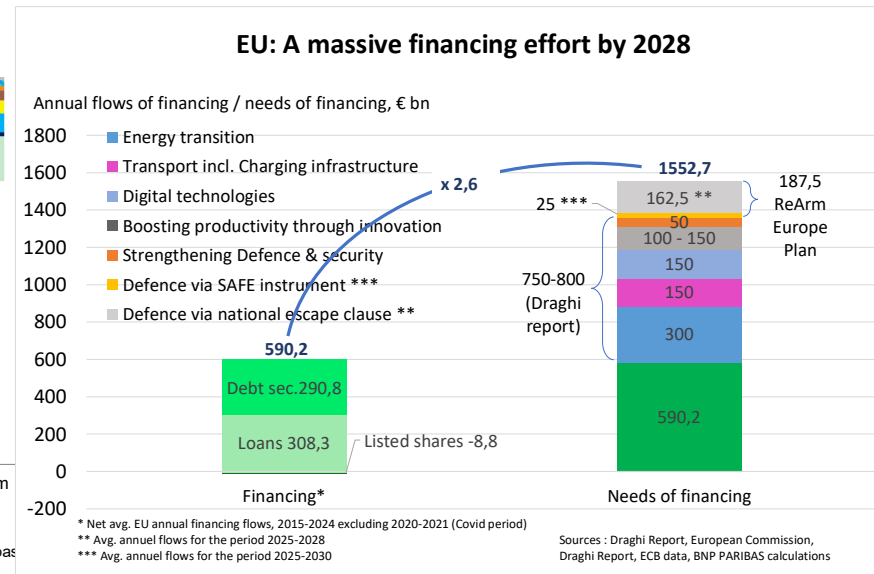 EU: A massive financing effort by 2028
Annual flows of financing / needs of financing, € bn
1800
1600
1400
1200
1000
800
600
400
200
0
-200
Energy transition
Transport incl. Charging infrastructure
Digital technologies
Boosting productivity through innovation
Strengthening Defence & security
Defence via SAFE instrument ***
Defence via national escape clause **
x 2,6
590,2
Debt sec.290,8
Loans 308,3
Listed shares -8,8
1552,7
162,5 **
25 ***
50
100 - 150
150
150
300
590,2
750-800
(Draghi
report)
187,5
ReArm
Europe
Plan
Financing*
Needs of financing
* Net avg. EU annual financing flows, 2015-2024 excluding 2020-2021 (Covid period)
** Avg. annuel flows for the period 2025-2028
*** Avg. annuel flows for the period 2025-2030
Sources : Draghi Report, European Commission,
Draghi Report, ECB data, BNP PARIBAS calculations